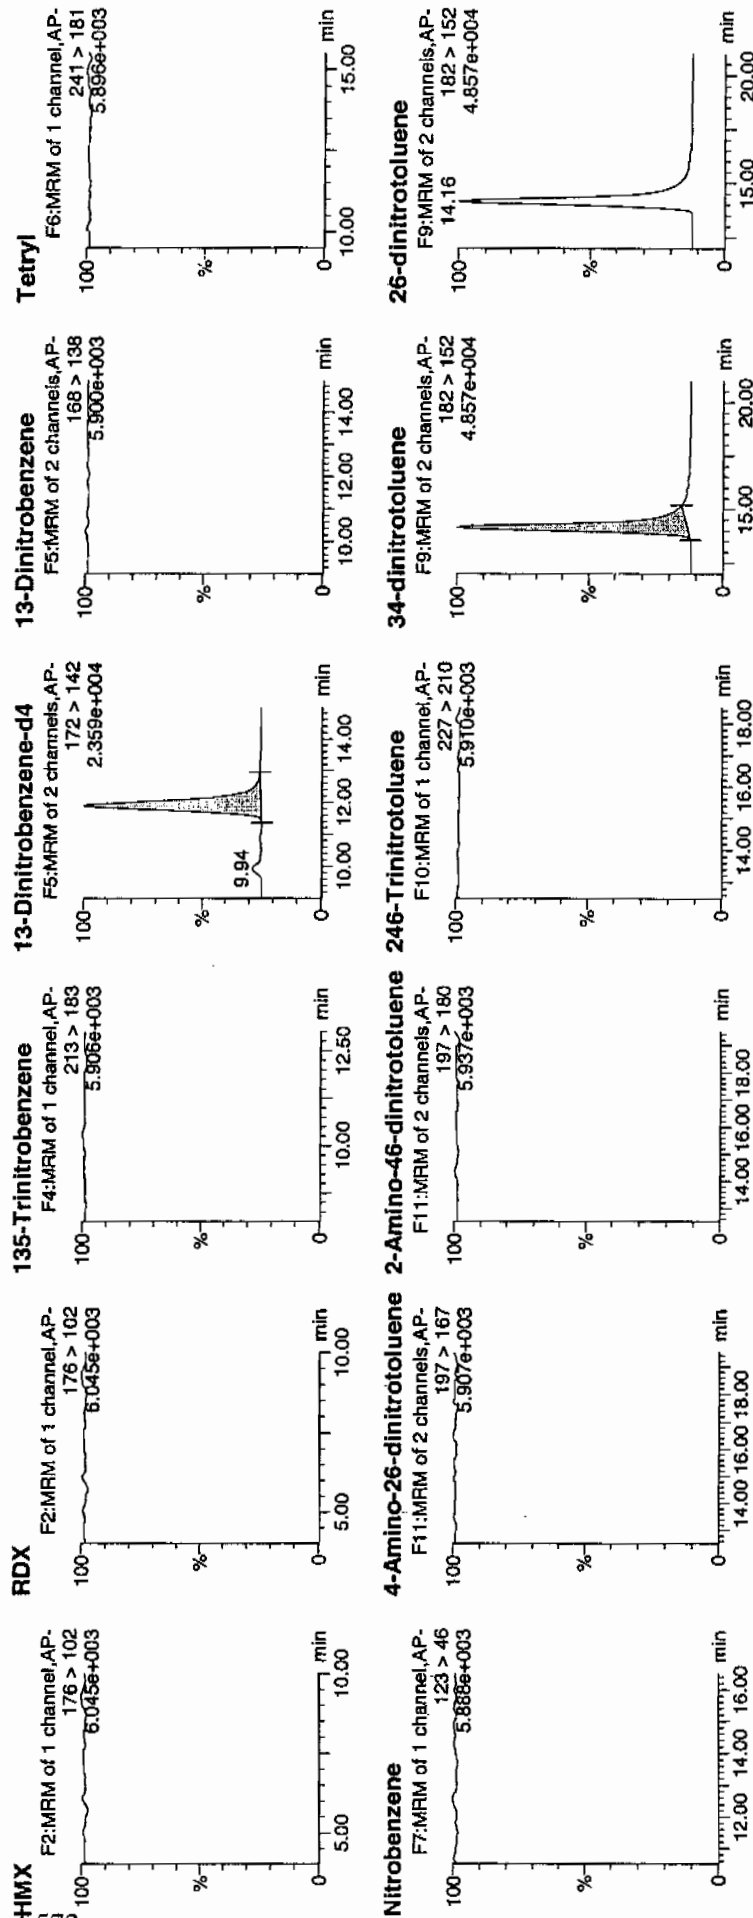 HMX
F2:MRM of 1 channel,AP-
176 > 102
6.045e+003
100
%
0
5.00 10.00
min
RDX
F2:MRM of 1 channel,AP-
176 > 102
6.045e+003
100
%
0
5.00 10.00
min
135-Trinitrobenzene
F4:MRM of 1 channel,AP-
213 > 183
5.906e+003
100
%
0
10.00 12.50
min
13-Dinitrobenzene-d4
F5:MRM of 2 channels,AP-
172 > 142
2.359e+004
100
%
9.94
0
10.00 12.00 14.00
min
13-Dinitrobenzene
F5:MRM of 2 channels,AP-
168 > 138
5.900e+003
100
%
0
10.00 12.00 14.00
min
Tetryl
F6:MRM of 1 channel,AP-
241 > 181
5.896e+003
100
%
0
10.00 15.00
min
Nitrobenzene
F7:MRM of 1 channel,AP-
123 > 46
5.888e+003
100
%
0
12.00 14.00 16.00
min
4-Amino-26-dinitrotoluene
F11:MRM of 2 channels,AP-
197 > 167
5.907e+003
100
%
0
14.00 16.00 18.00
min
2-Amino-46-dinitrotoluene
F11:MRM of 2 channels,AP-
197 > 180
5.937e+003
100
%
0
14.00 16.00 18.00
min
246-Trinitrotoluene
F10:MRM of 1 channel,AP-
227 > 210
5.910e+003
100
%
0
14.00 16.00 18.00
min
34-dinitrotoluene
F9:MRM of 2 channels,AP-
182 > 152
4.857e+004
100
%
0
15.00 20.00
min
26-dinitrotoluene
F9:MRM of 2 channels,AP-
14.16
182 > 152
4.857e+004
100
%
0
15.00 20.00
min